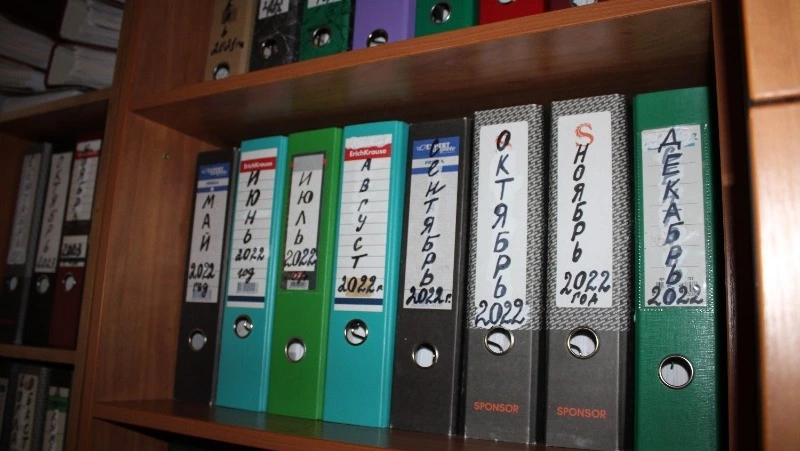 МАЙ
2022
год
ErichKrause
ИЮНЬ
2022
год
ИЮЛЬ
2022
ErichKrause
АВГУСТ
2022 г.
СЕНТЯБРЬ
2022 г.
ОКТЯБРЬ
2022
SPONSOR
НОЯБРЬ
2022
ГОД
SPONSOR
ДЕКАБРЬ
2022